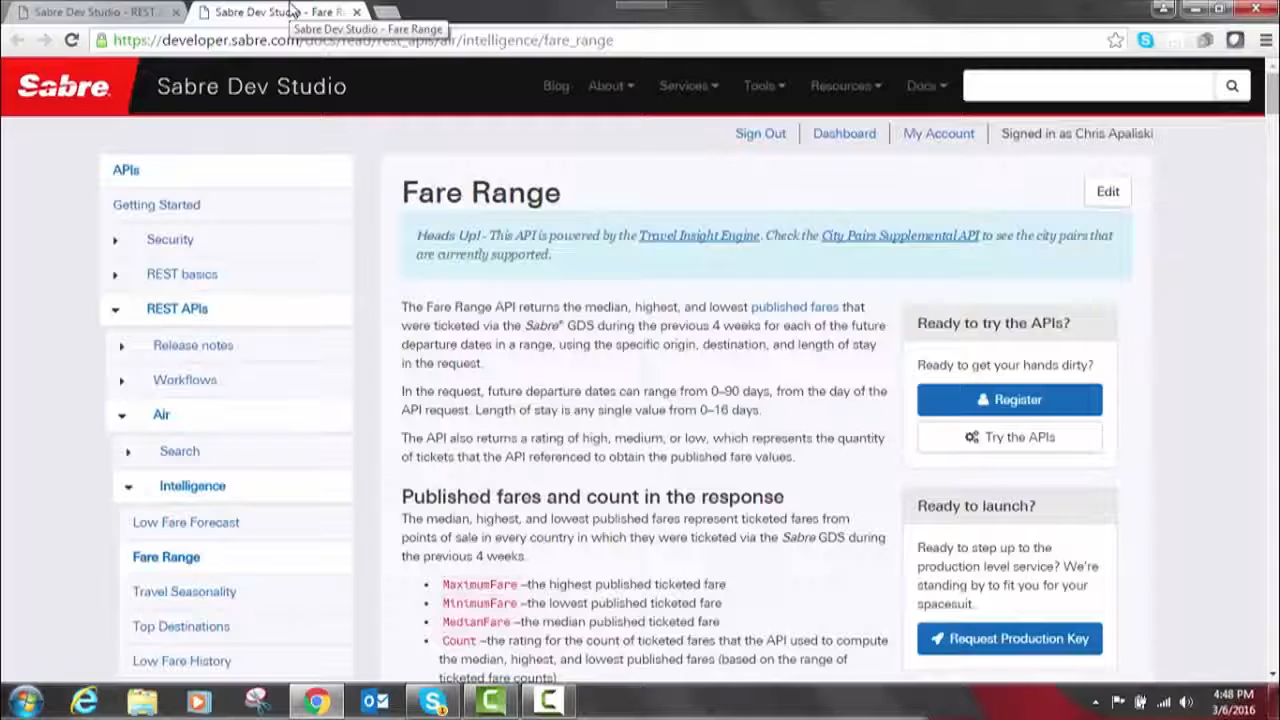 Sabre Dev Studio - REST
Sabre Dev Studio - Fare R
Sabre Dev Studio - Fare Range
https://developer.sabre.com/docs/read/rest_apis/air/intelligence/fare_range
Sabre
Sabre Dev Studio
Blog About Services Tools Resources Docs
Sign Out Dashboard My Account Signed in as Chris Apaliski
APIs
Getting Started
Security
REST basics
REST APIs
Release notes
Workflows
Air
Search
Intelligence
Low Fare Forecast
Fare Range
Travel Seasonality
Top Destinations
Low Fare History
Fare Range
Edit
Heads Up! - This API is powered by the Travel Insight Engine. Check the City Pairs Supplemental API to see the city pairs that
are currently supported.
The Fare Range API returns the median, highest, and lowest published fares that
were ticketed via the Sabre® GDS during the previous 4 weeks for each of the future
departure dates in a range, using the specific origin, destination, and length of stay
in the request.
In the request, future departure dates can range from 0–90 days, from the day of the
API request. Length of stay is any single value from 0–16 days.
The API also returns a rating of high, medium, or low, which represents the quantity
of tickets that the API referenced to obtain the published fare values.
Published fares and count in the response
The median, highest, and lowest published fares represent ticketed fares from
points of sale in every country in which they were ticketed via the Sabre GDS during
the previous 4 weeks.
• MaximumFare –the highest published ticketed fare
• MinimumFare –the lowest published ticketed fare
• MedianFare –the median published ticketed fare
• Count –the rating for the count of ticketed fares that the API used to compute
the median, highest, and lowest published fares (based on the range of
ticketed fare counts)
Ready to try the APIs?
Ready to get your hands dirty?
Register
Try the APIs
Ready to launch?
Ready to step up to the
production level service? We're
standing by to fit you for your
spacesuit.
Request Production Key
4:48 PM
3/6/2016